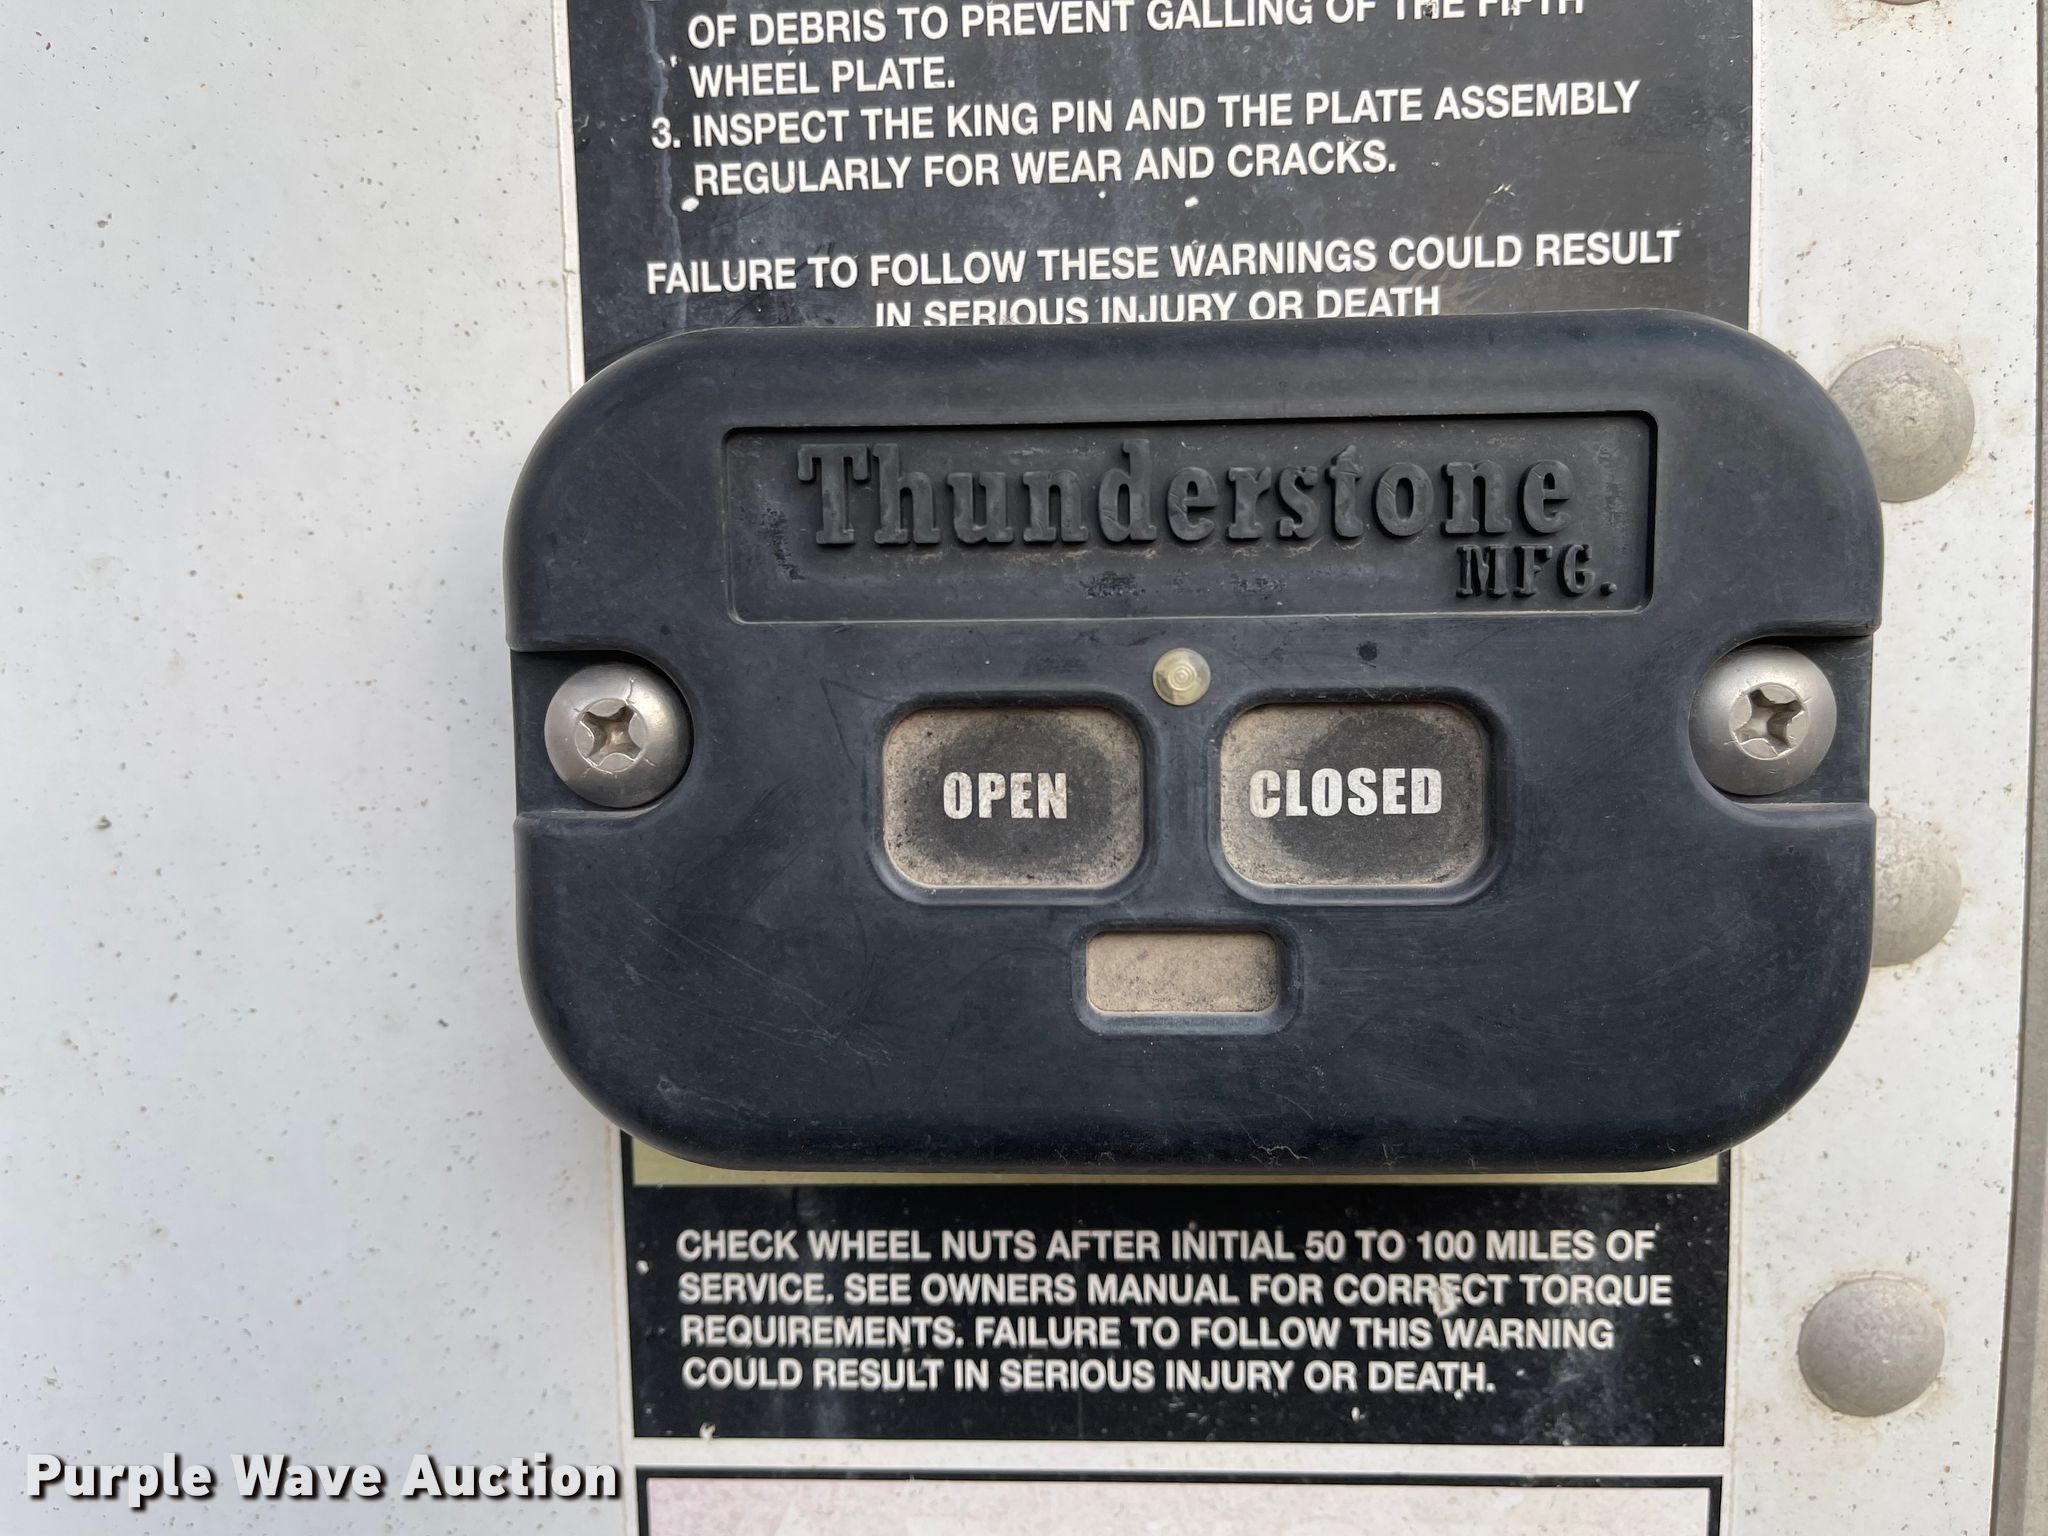 OF DEBRIS TO PREVENT GALLING OF THE FIFTH
WHEEL PLATE.
3. INSPECT THE KING PIN AND THE PLATE ASSEMBLY
REGULARLY FOR WEAR AND CRACKS.
FAILURE TO FOLLOW THESE WARNINGS COULD RESULT
IN SERIOUS INJURY OR DEATH
Thunderstone
MFG.
OPEN CLOSED
CHECK WHEEL NUTS AFTER INITIAL 50 TO 100 MILES OF
SERVICE. SEE OWNERS MANUAL FOR CORRECT TORQUE
REQUIREMENTS. FAILURE TO FOLLOW THIS WARNING
COULD RESULT IN SERIOUS INJURY OR DEATH.
Purple Wave Auction